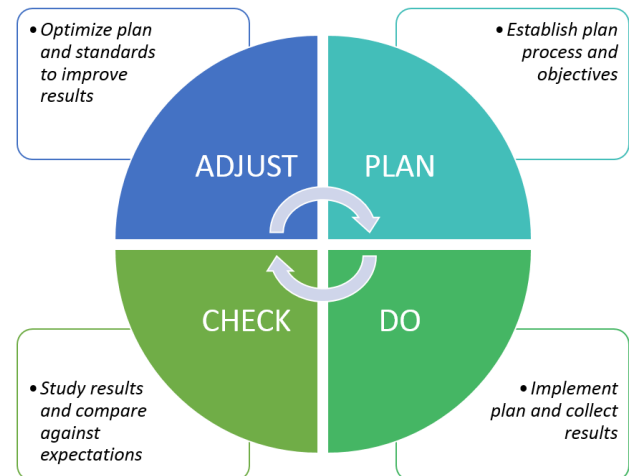 • Optimize plan
and standards
to improve
results
• Establish plan
process and
objectives
ADJUST
PLAN
CHECK
DO
• Study results
and compare
against
expectations
• Implement
plan and collect
results